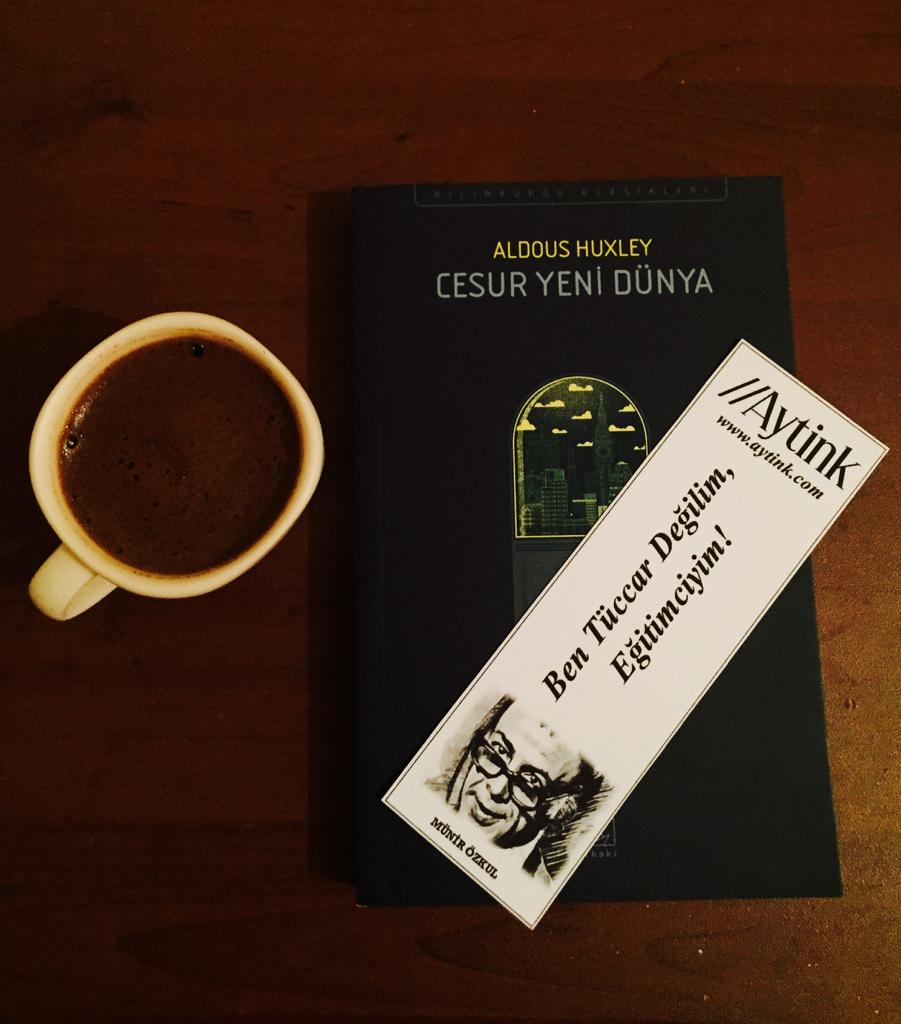 BİLİMKURGU KLASİKLERİ
ALDOUS HUXLEY
CESUR YENİ DÜNYA
//Aytink
www.aytink.com
Ben Tüccar Değilim,
Eğitimciyim!
MÜNİR ÖZKUL
haki